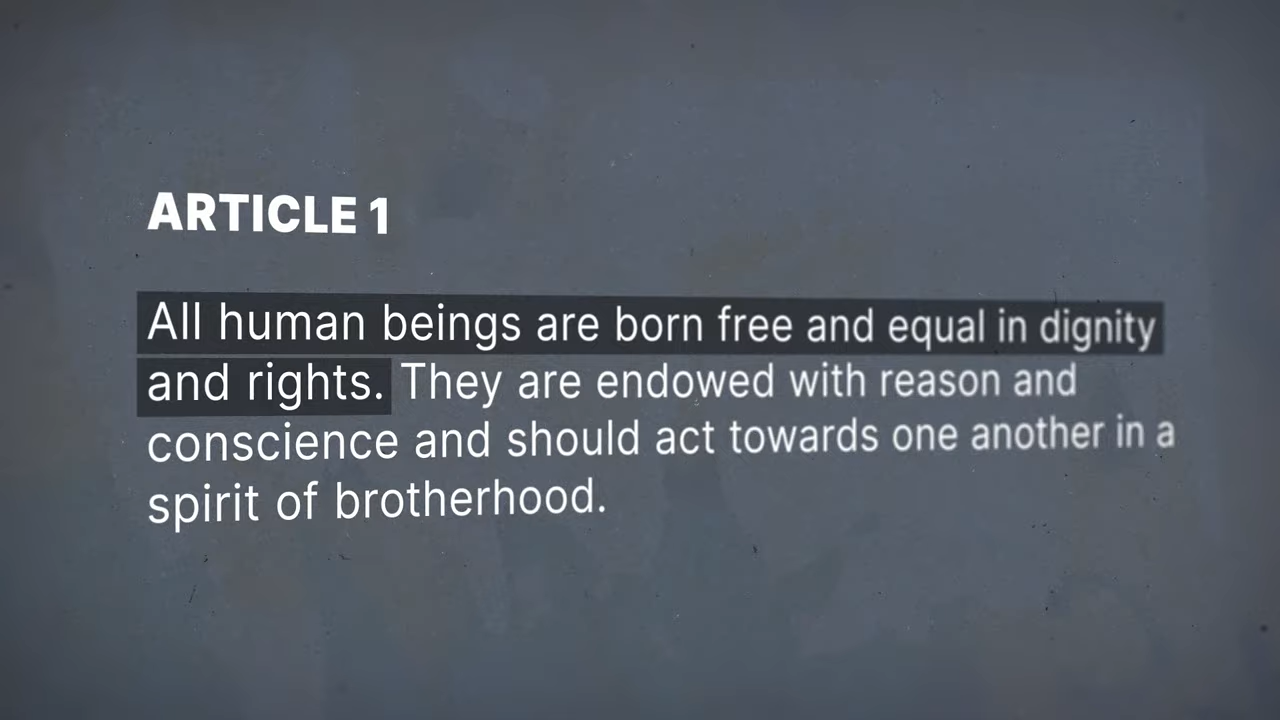 ARTICLE 1
All human beings are born free and equal in dignity
and rights. They are endowed with reason and
conscience and should act towards one another in a
spirit of brotherhood.